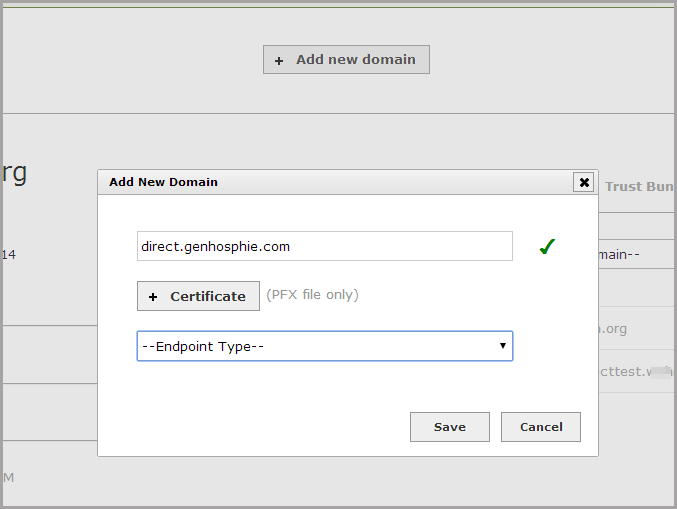 + Add new domain
rg
Add New Domain
Trust Bun
14
direct.genhosphie.com
main--
+ Certificate (PFX file only)
.org
--Endpoint Type--
cttest.
Save Cancel
M